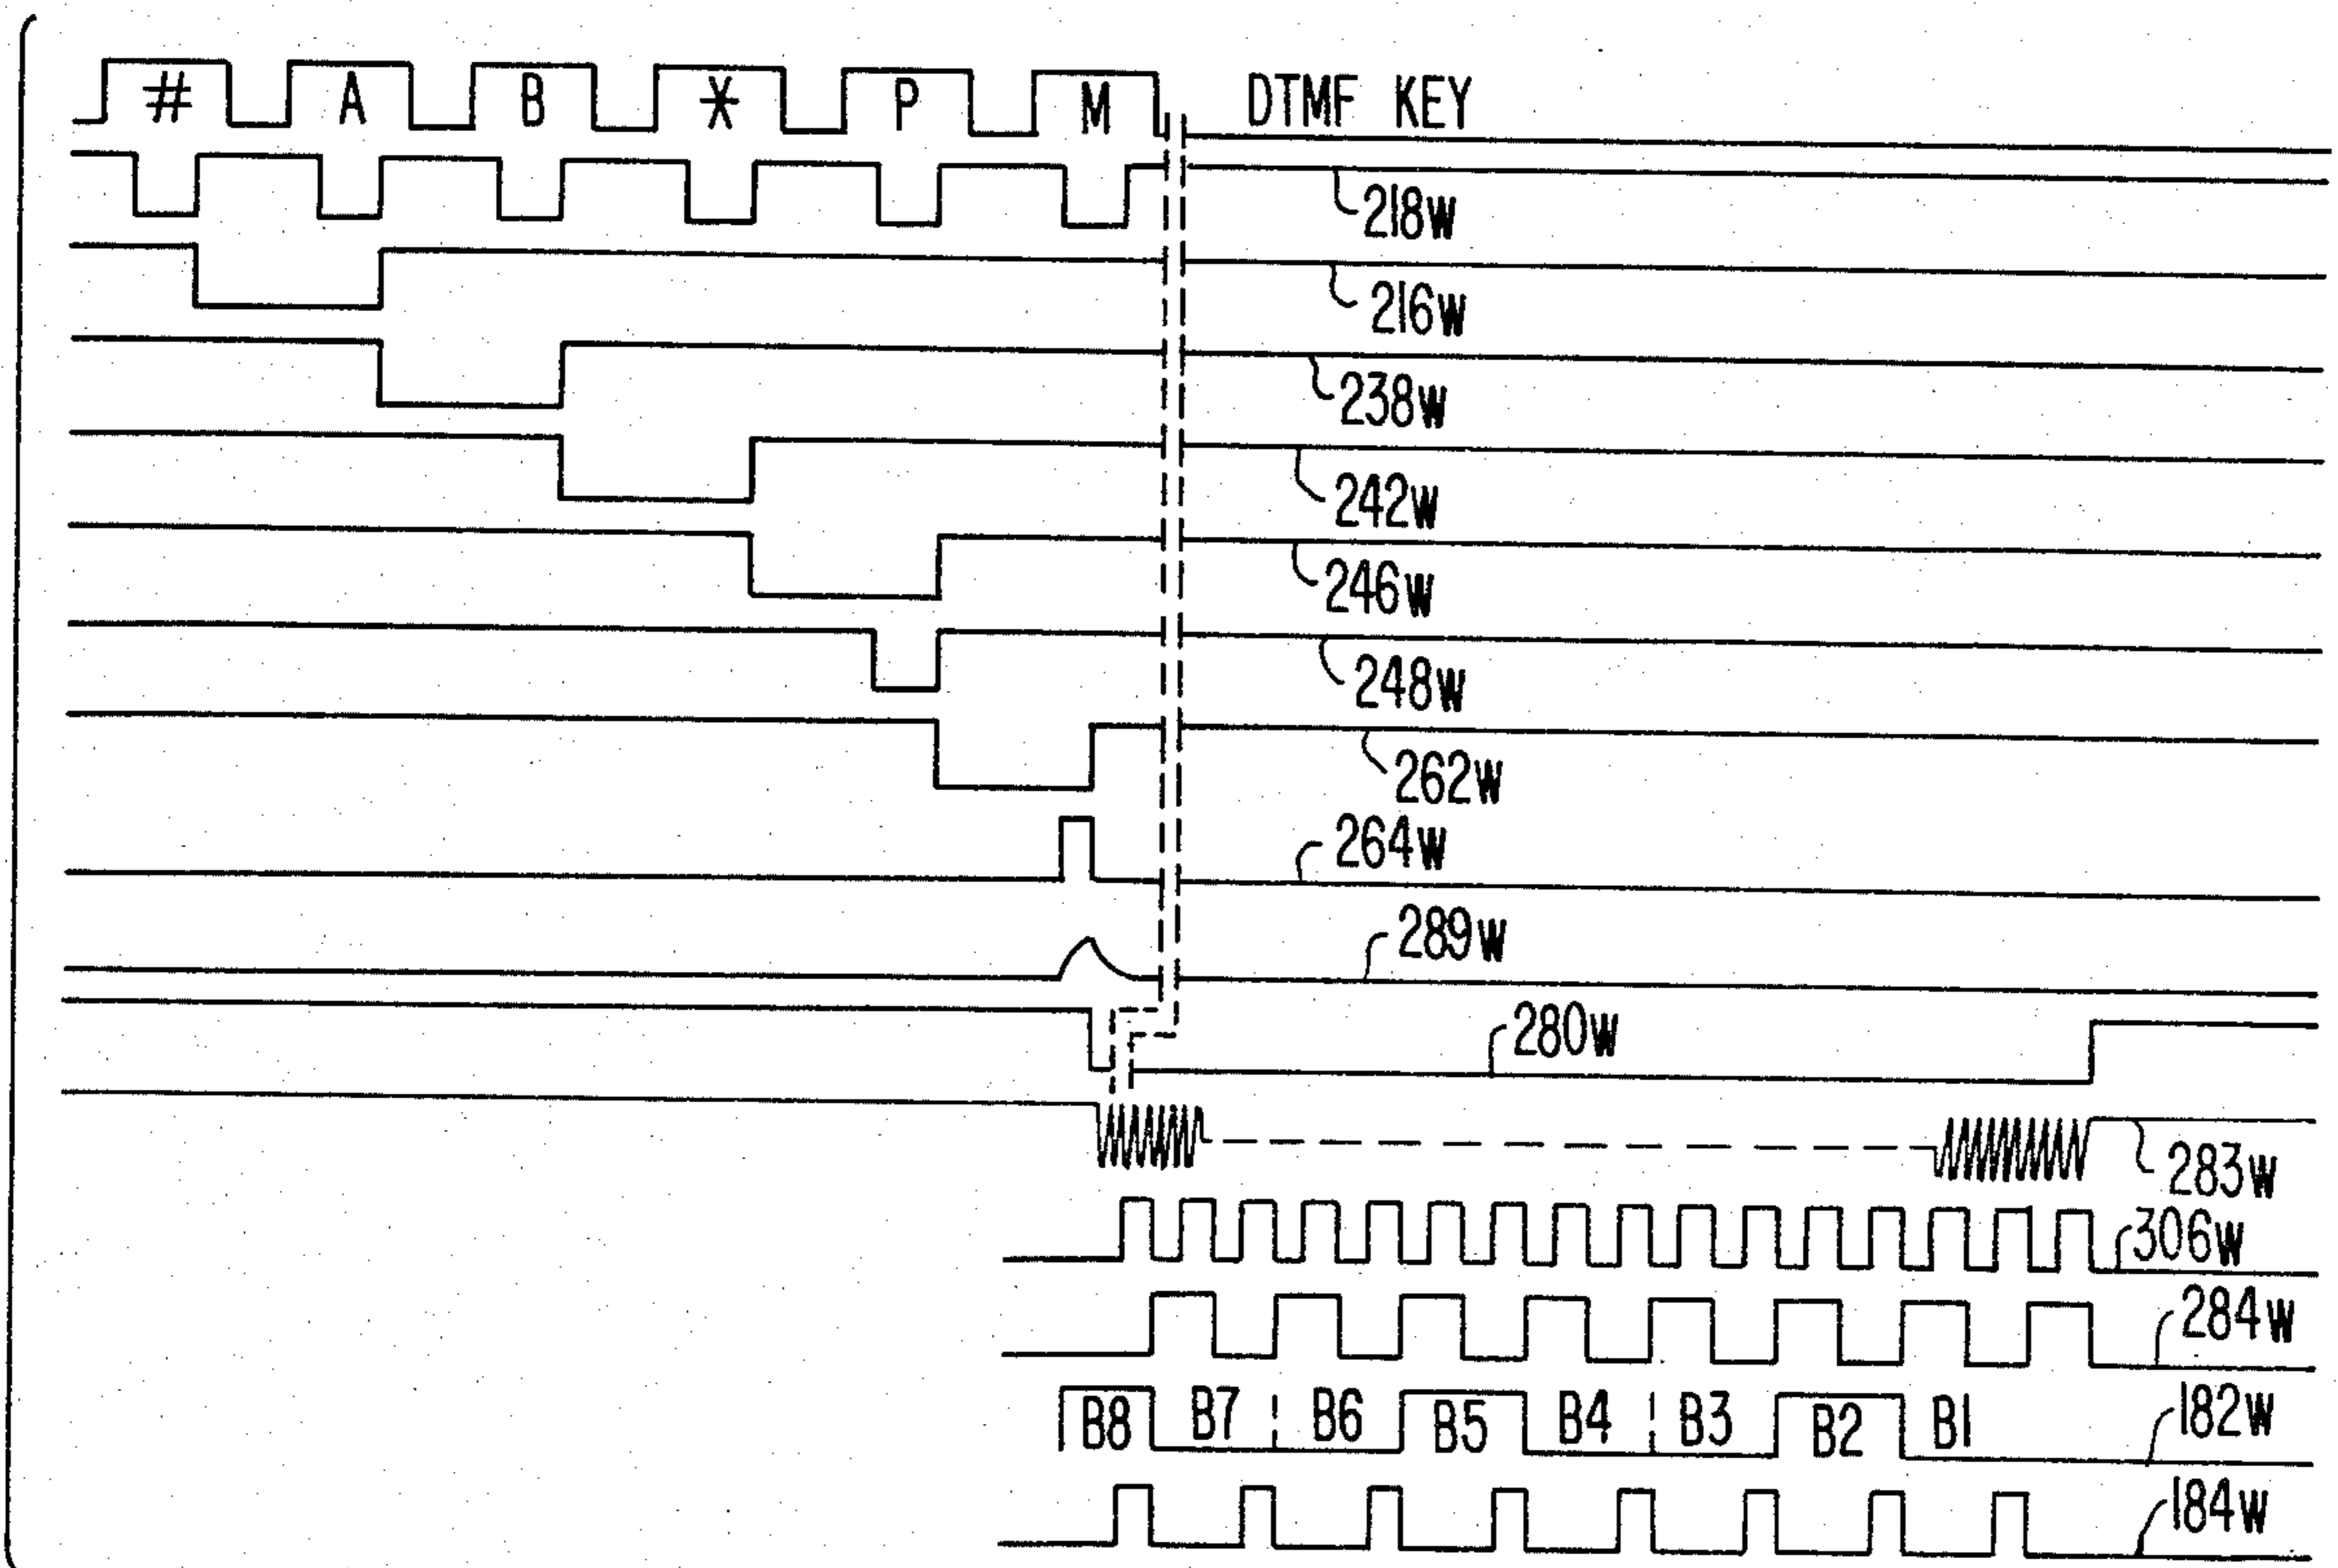 # A B * P M DTMF KEY
218w
216w
238w
242w
246w
248w
262w
264w
289w
280w
283w
306w
284w
B8 B7 B6 B5 B4 B3 B2 B1 182w
184w